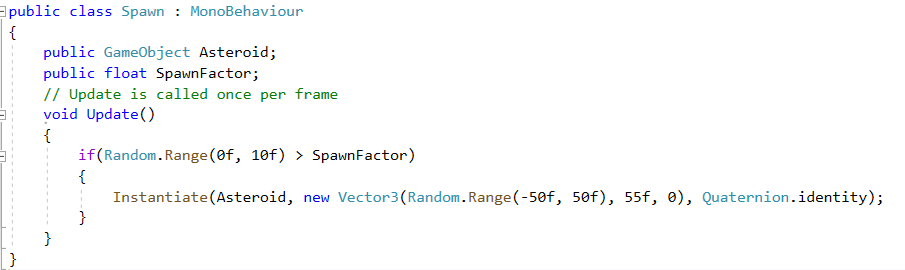 public class Spawn : MonoBehaviour
{
    public GameObject Asteroid;
    public float SpawnFactor;
    // Update is called once per frame
    void Update()
    {
        if(Random.Range(0f, 10f) > SpawnFactor)
        {
            Instantiate(Asteroid, new Vector3(Random.Range(-50f, 50f), 55f, 0), Quaternion.identity);
        }
    }
}